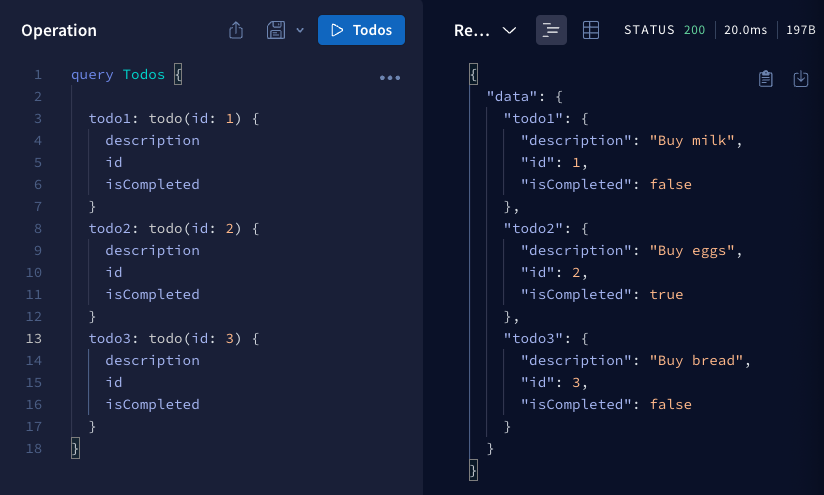 Operation
Todos
1 query Todos {
2
3 todo1: todo(id: 1) {
4 description
5 id
6 isCompleted
7 }
8 todo2: todo(id: 2) {
9 description
10 id
11 isCompleted
12 }
13 todo3: todo(id: 3) {
14 description
15 id
16 isCompleted
17 }
18 }
Re... STATUS 200 20.0ms 197B
{
"data": {
"todo1": {
"description": "Buy milk",
"id": 1,
"isCompleted": false
},
"todo2": {
"description": "Buy eggs",
"id": 2,
"isCompleted": true
},
"todo3": {
"description": "Buy bread",
"id": 3,
"isCompleted": false
}
}
}